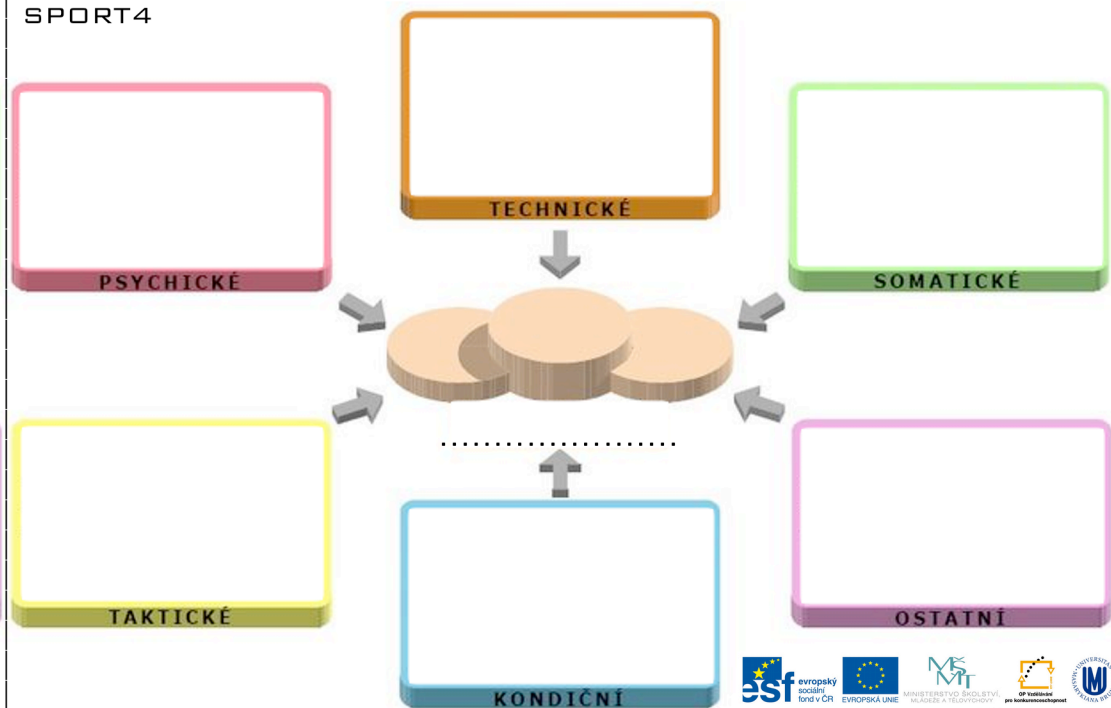 SPORT4
TECHNICKÉ
PSYCHICKÉ
SOMATICKÉ
.......................
TAKTICKÉ
OSTATNÍ
KONDIČNÍ
esf evropský
sociální
fond v ČR
EVROPSKÁ UNIE
MINISTERSTVO ŠKOLSTVÍ,
MLÁDEŽE A TĚLOVÝCHOVY
OP Vzdělávání
pro konkurenceschopnost